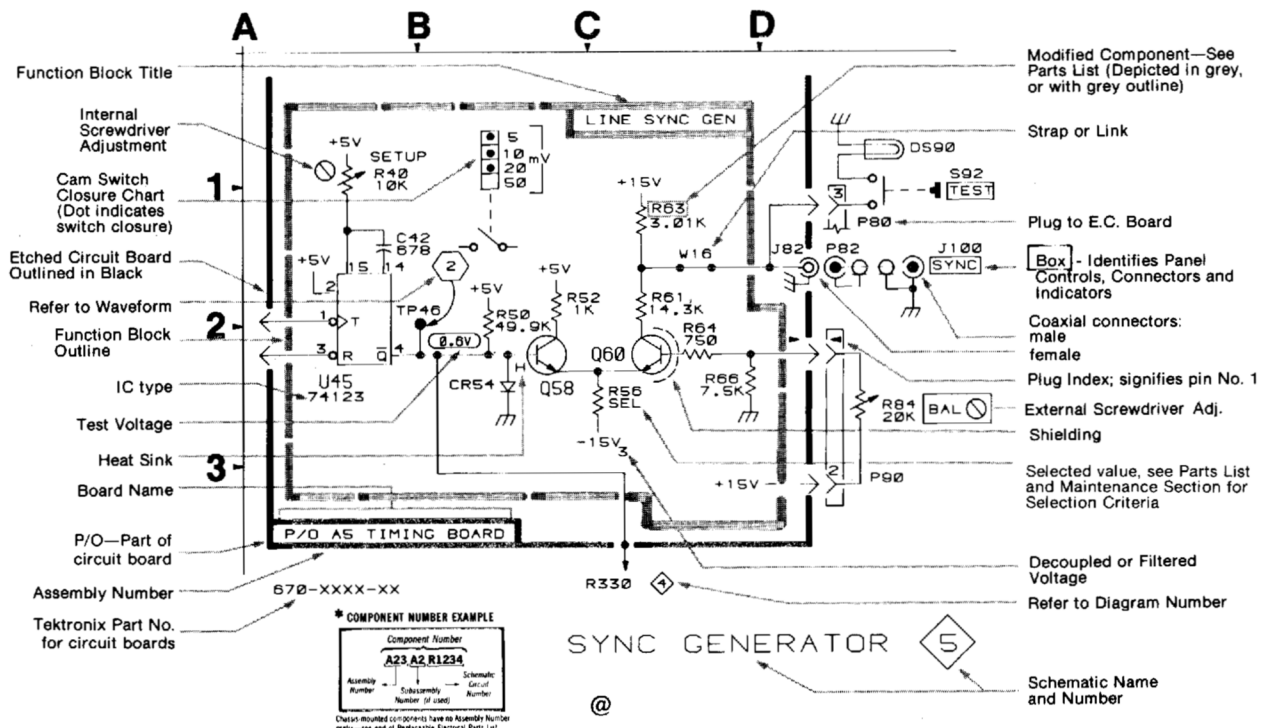 A B C D
Function Block Title
Internal
Screwdriver
Adjustment
Cam Switch
Closure Chart
(Dot indicates
switch closure)
Etched Circuit Board
Outlined in Black
Refer to Waveform
Function Block
Outline
IC type
Test Voltage
Heat Sink
Board Name
P/O—Part of
circuit board
Assembly Number
Tektronix Part No.
for circuit boards
1
2
3
LINE SYNC GEN
+5V
SETUP
R40
10K
5
10
20
50
mV
C42
678
+5V
15 14
2
1
T
3
R
Q
4
U45
74123
2
TP46
0.6V
+5V
R50
49.9K
CR54
H
+5V
R52
1K
Q58
+15V
R63
3.01K
W16
R61
14.3K
Q60
R64
750
R66
7.5K
R56
SEL
-15V
3
+15V
DS90
S92
TEST
3
P80
J82 P82
J100
SYNC
R84
20K
BAL
2
P90
P/O A5 TIMING BOARD
670-XXXX-XX
R330
4
SYNC GENERATOR
5
Modified Component—See
Parts List (Depicted in grey,
or with grey outline)
Strap or Link
Plug to E.C. Board
Box - Identifies Panel
Controls, Connectors and
Indicators
Coaxial connectors:
male
female
Plug Index; signifies pin No. 1
External Screwdriver Adj.
Shielding
Selected value, see Parts List
and Maintenance Section for
Selection Criteria
Decoupled or Filtered
Voltage
Refer to Diagram Number
Schematic Name
and Number
* COMPONENT NUMBER EXAMPLE
Component Number
A23 A2 R1234
Assembly
Number
Subassembly
Number (if used)
Schematic
Circuit
Number
Chassis-mounted components have no Assembly Number
@